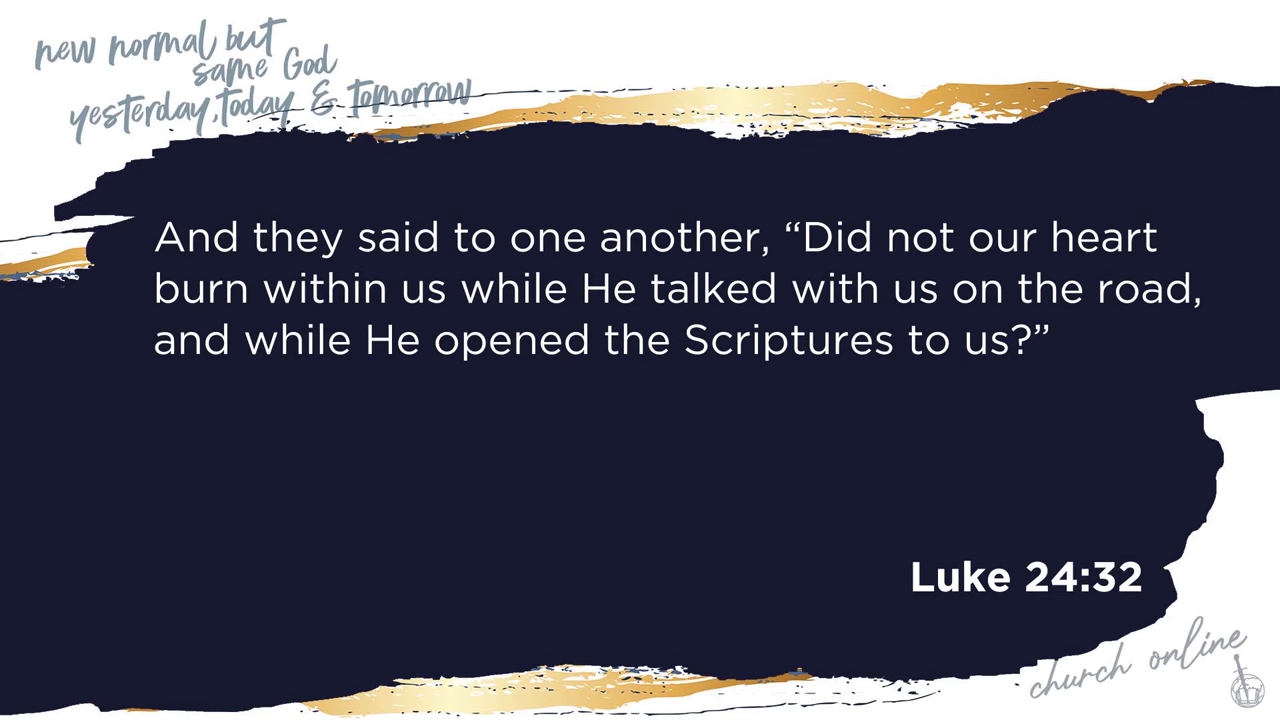 new normal but
same God
yesterday, today & tomorrow
And they said to one another, “Did not our heart
burn within us while He talked with us on the road,
and while He opened the Scriptures to us?”
Luke 24:32
church online